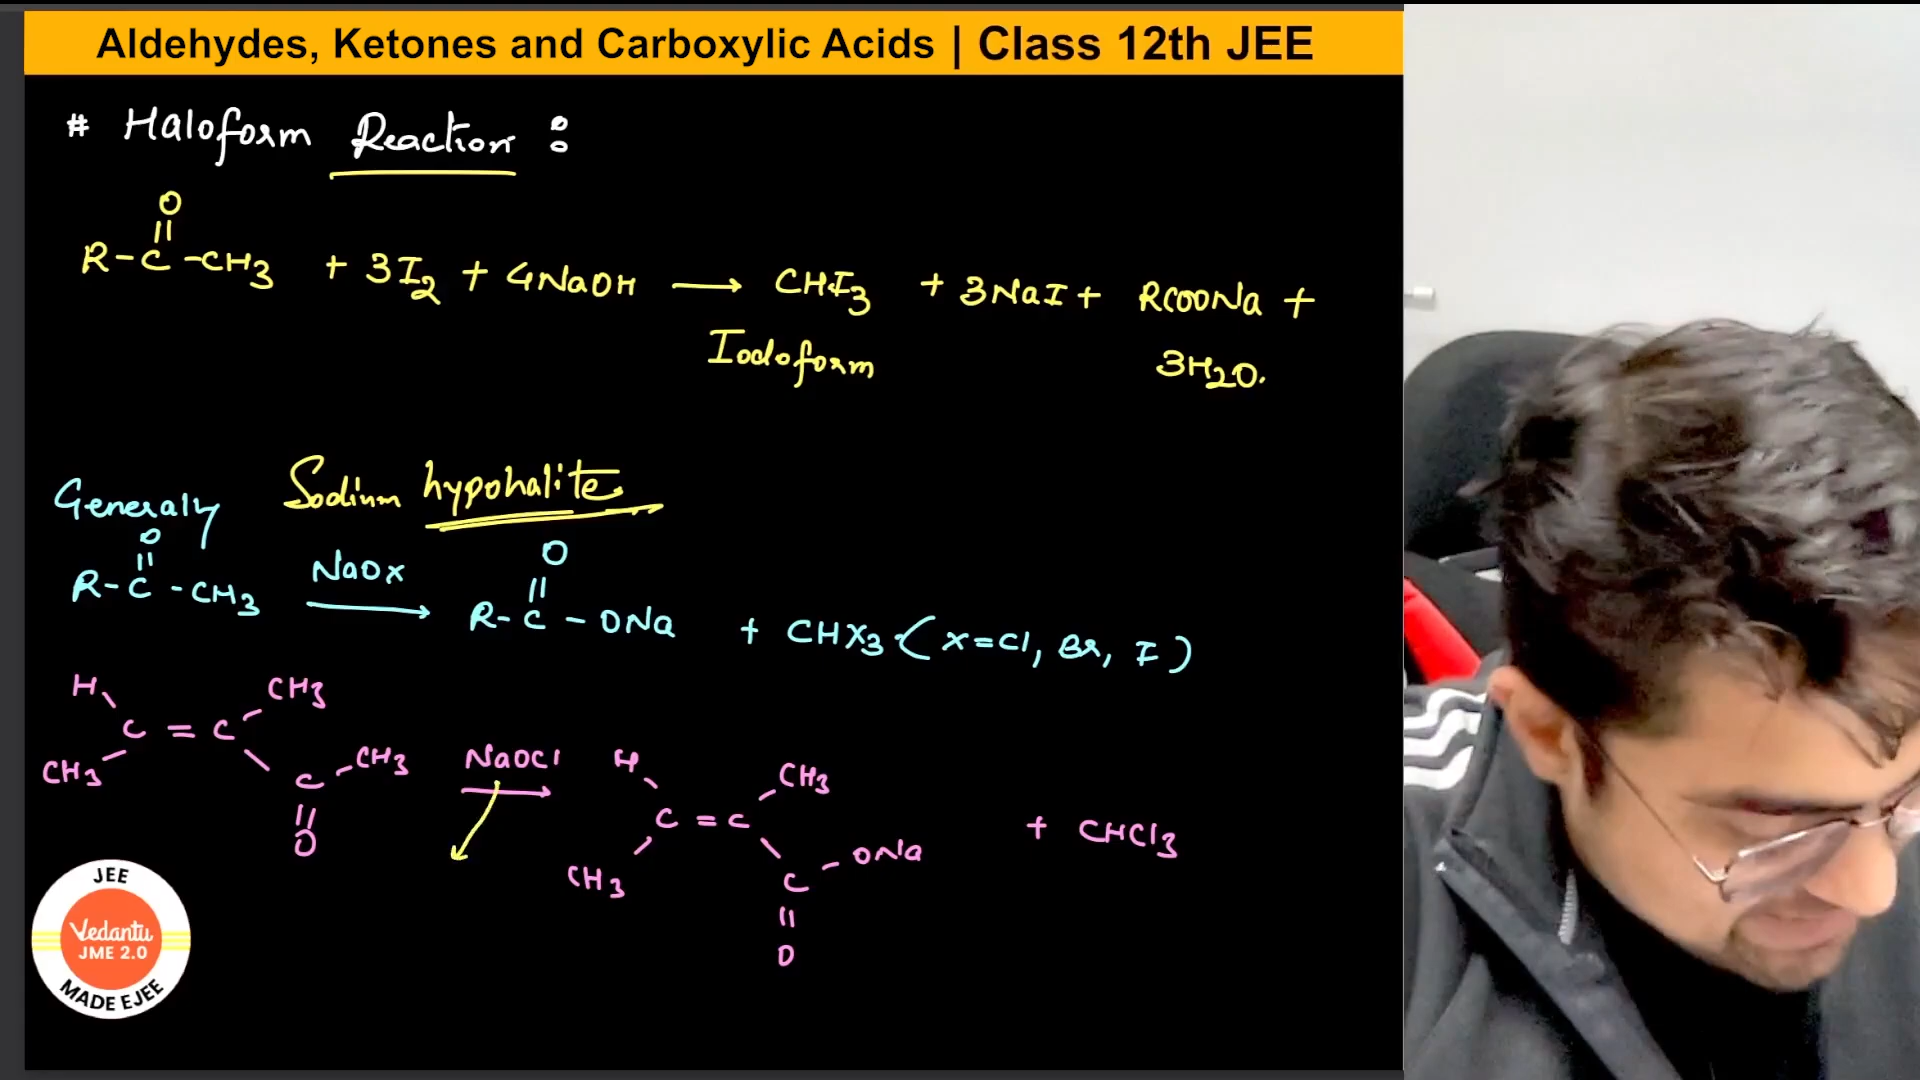 Aldehydes, Ketones and Carboxylic Acids | Class 12th JEE
# Haloform Reaction :
O
||
R-C-CH3 + 3I2 + 4NaOH ⟶ CHI3 + 3NaI + RCOONa +
Iodoform 3H2O.
Generaly Sodium hypohalite.
O O
|| NaOX ||
R-C-CH3 ⟶ R-C-ONa + CHX3 (X=Cl, Br, I)
H CH3
C = C
CH3 C CH3 NaOCl ⟶ H CH3
|| C = C + CHCl3
O CH3 C ONa
||
O
JEE
Vedantu
JME 2.0
MADE EJEE